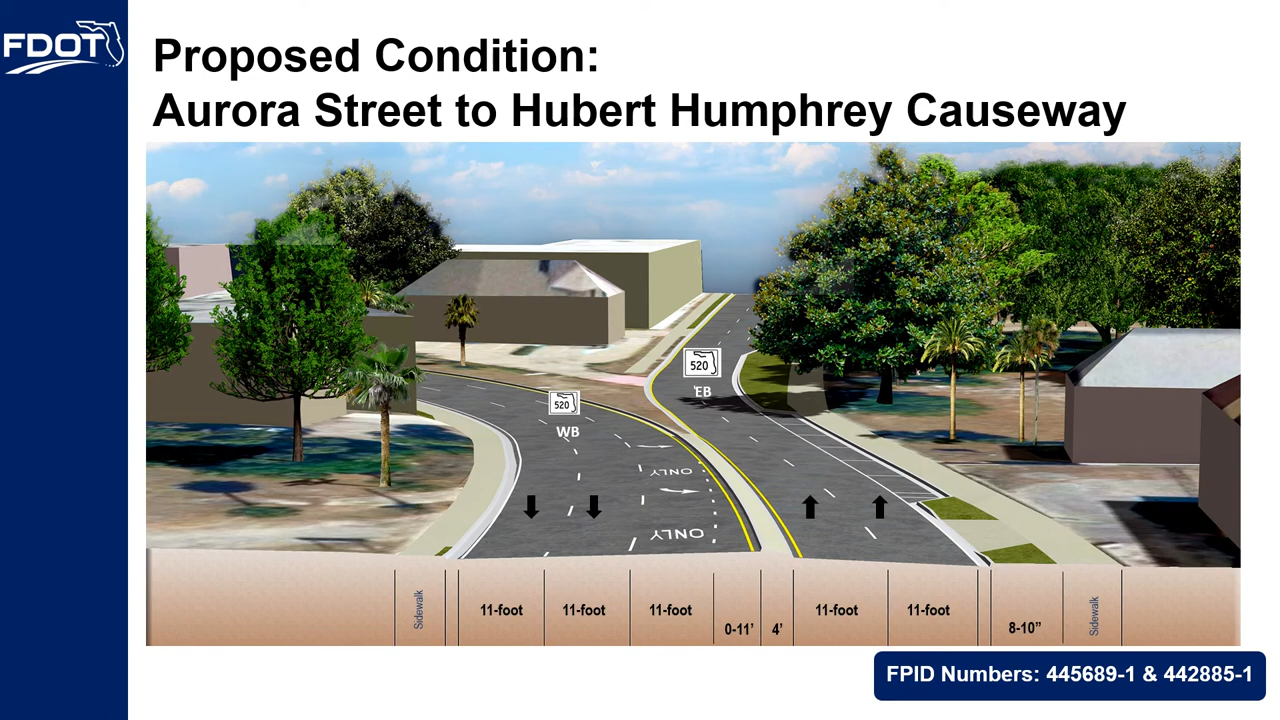 FDOT
Proposed Condition:
Aurora Street to Hubert Humphrey Causeway
520
EB
520
WB
ONLY
ONLY
Sidewalk
11-foot
11-foot
11-foot
0-11’
4’
11-foot
11-foot
8-10”
Sidewalk
FPID Numbers: 445689-1 & 442885-1